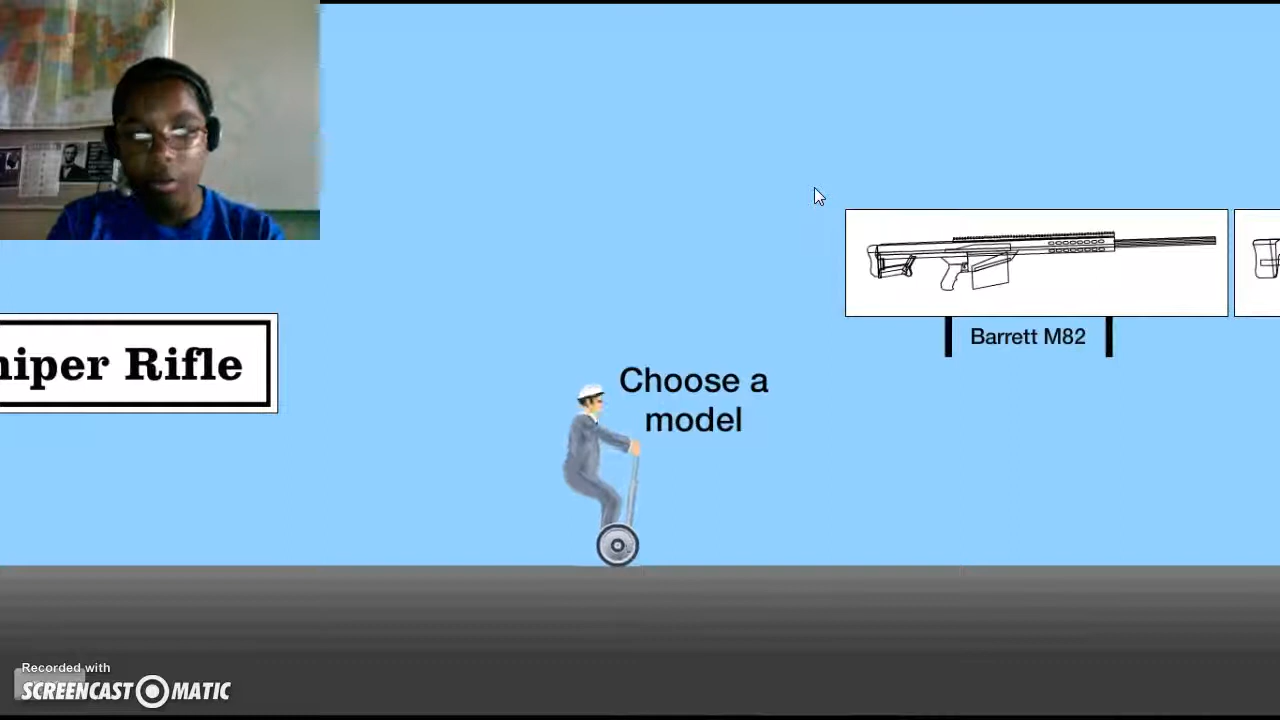 niper Rifle
Choose a
model
Barrett M82
Recorded with
SCREENCAST MATIC